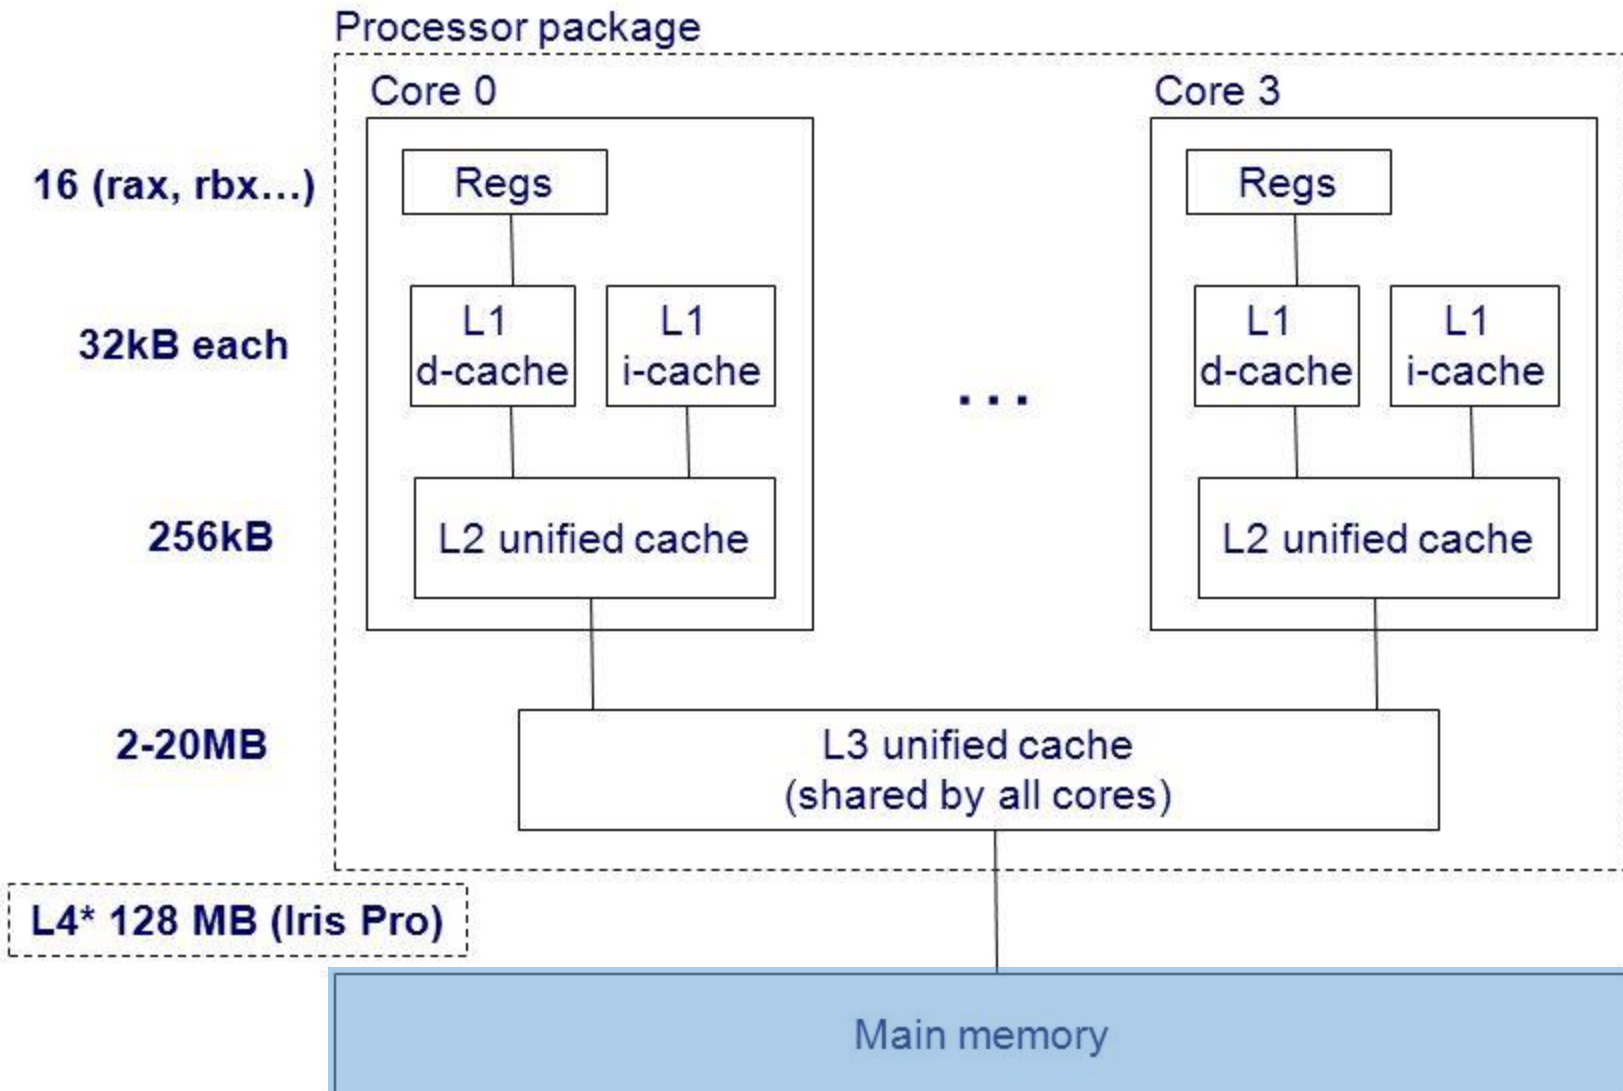 Processor package
Core 0
Core 3
16 (rax, rbx...)
Regs
Regs
32kB each
L1
d-cache
L1
i-cache
...
L1
d-cache
L1
i-cache
256kB
L2 unified cache
L2 unified cache
2-20MB
L3 unified cache
(shared by all cores)
L4* 128 MB (Iris Pro)
Main memory